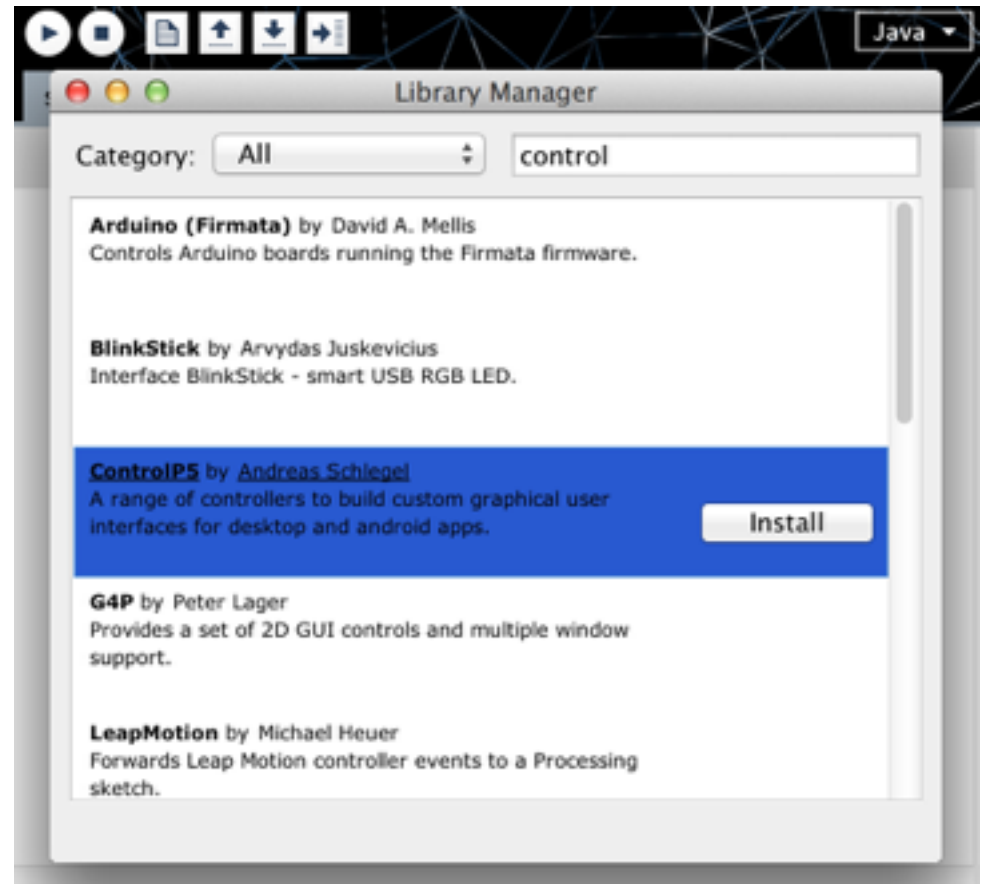 Java
Library Manager
Category: All control
Arduino (Firmata) by David A. Mellis
Controls Arduino boards running the Firmata firmware.
BlinkStick by Arvydas Juskevicius
Interface BlinkStick - smart USB RGB LED.
ControlP5 by Andreas Schlegel
A range of controllers to build custom graphical user
interfaces for desktop and android apps.
Install
G4P by Peter Lager
Provides a set of 2D GUI controls and multiple window
support.
LeapMotion by Michael Heuer
Forwards Leap Motion controller events to a Processing
sketch.